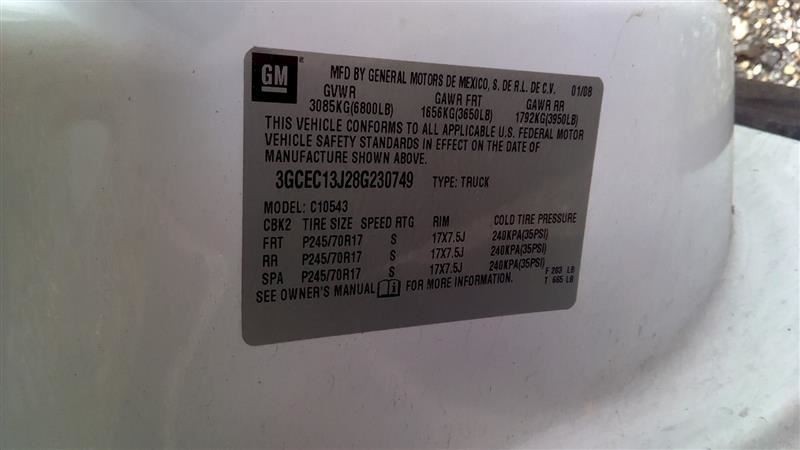 GM
MFD BY GENERAL MOTORS DE MEXICO, S. DE R.L. DE C.V. 01/08
GVWR GAWR FRT GAWR RR
3085KG(6800LB) 1656KG(3650LB) 1792KG(3950LB)
THIS VEHICLE CONFORMS TO ALL APPLICABLE U.S. FEDERAL MOTOR
VEHICLE SAFETY STANDARDS IN EFFECT ON THE DATE OF
MANUFACTURE SHOWN ABOVE.
3GCEC13J28G230749 TYPE: TRUCK
MODEL: C10543
CBK2 TIRE SIZE SPEED RTG RIM COLD TIRE PRESSURE
FRT P245/70R17 S 17X7.5J 240KPA(35PSI)
RR P245/70R17 S 17X7.5J 240KPA(35PSI)
SPA P245/70R17 S 17X7.5J 240KPA(35PSI)
SEE OWNER'S MANUAL FOR MORE INFORMATION.
F 283 LB
T 665 LB